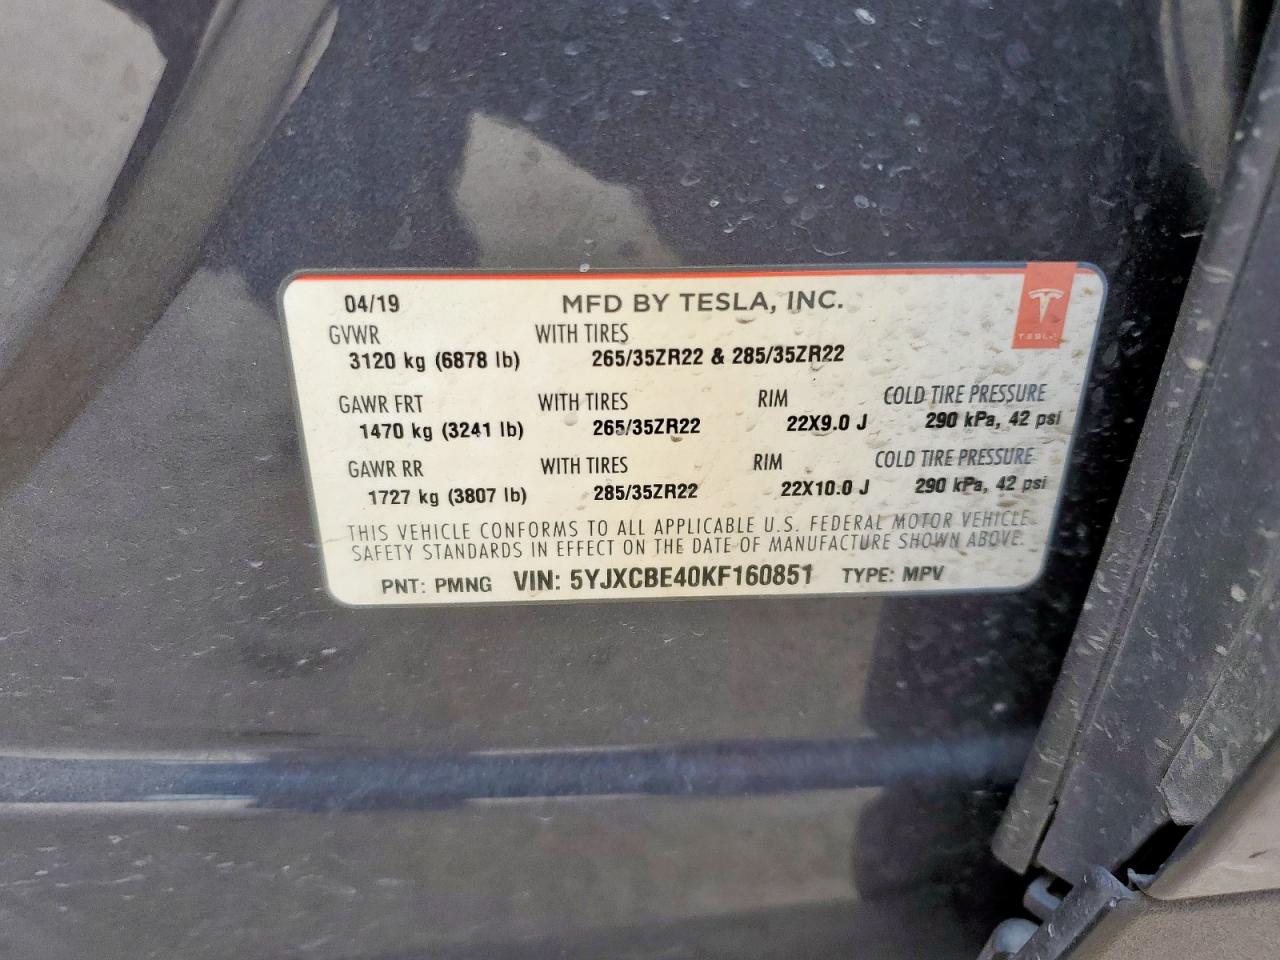 04/19 MFD BY TESLA, INC.
TESLA
GVWR WITH TIRES
3120 kg (6878 lb) 265/35ZR22 & 285/35ZR22
GAWR FRT WITH TIRES RIM COLD TIRE PRESSURE
1470 kg (3241 lb) 265/35ZR22 22X9.0 J 290 kPa, 42 psi
GAWR RR WITH TIRES RIM COLD TIRE PRESSURE
1727 kg (3807 lb) 285/35ZR22 22X10.0 J 290 kPa, 42 psi
THIS VEHICLE CONFORMS TO ALL APPLICABLE U.S. FEDERAL MOTOR VEHICLE
SAFETY STANDARDS IN EFFECT ON THE DATE OF MANUFACTURE SHOWN ABOVE.
PNT: PMNG VIN: 5YJXCBE40KF160851 TYPE: MPV